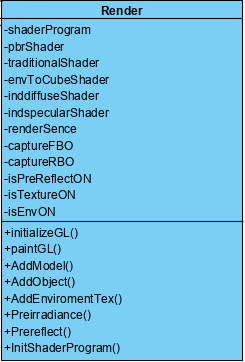 Render
-shaderProgram
-pbrShader
-traditionalShader
-envToCubeShader
-inddiffuseShader
-indspecularShader
-renderSence
-captureFBO
-captureRBO
-isPreReflectON
-isTextureON
-isEnvON
+initializeGL()
+paintGL()
+AddModel()
+AddObject()
+AddEnviromentTex()
+Preirradiance()
+Prereflect()
+InitShaderProgram()